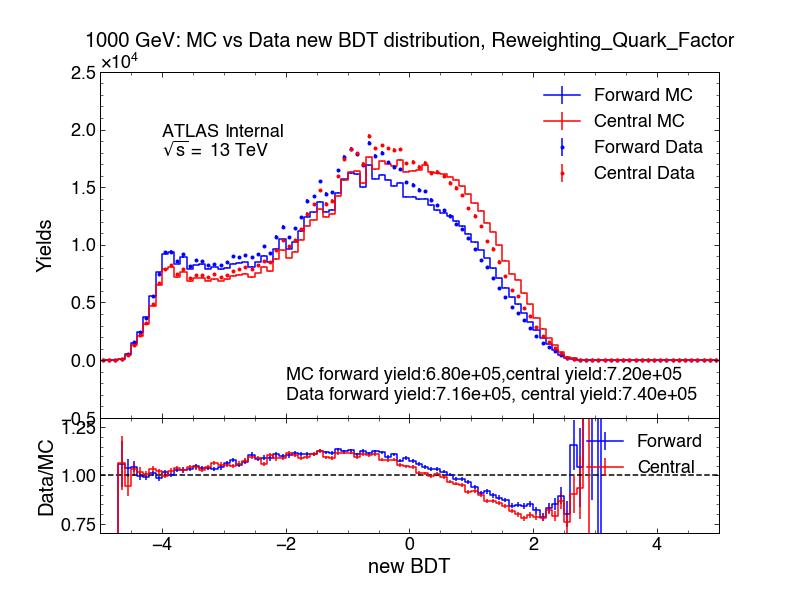 1000 GeV: MC vs Data new BDT distribution, Reweighting_Quark_Factor
×10⁴
2.5
2.0
1.5
1.0
0.5
0.0
−0.5
Yields
ATLAS Internal
√s = 13 TeV
Forward MC
Central MC
Forward Data
Central Data
MC forward yield:6.80e+05,central yield:7.20e+05
Data forward yield:7.16e+05, central yield:7.40e+05
1.25
1.00
0.75
Data/MC
Forward
Central
−4 −2 0 2 4
new BDT